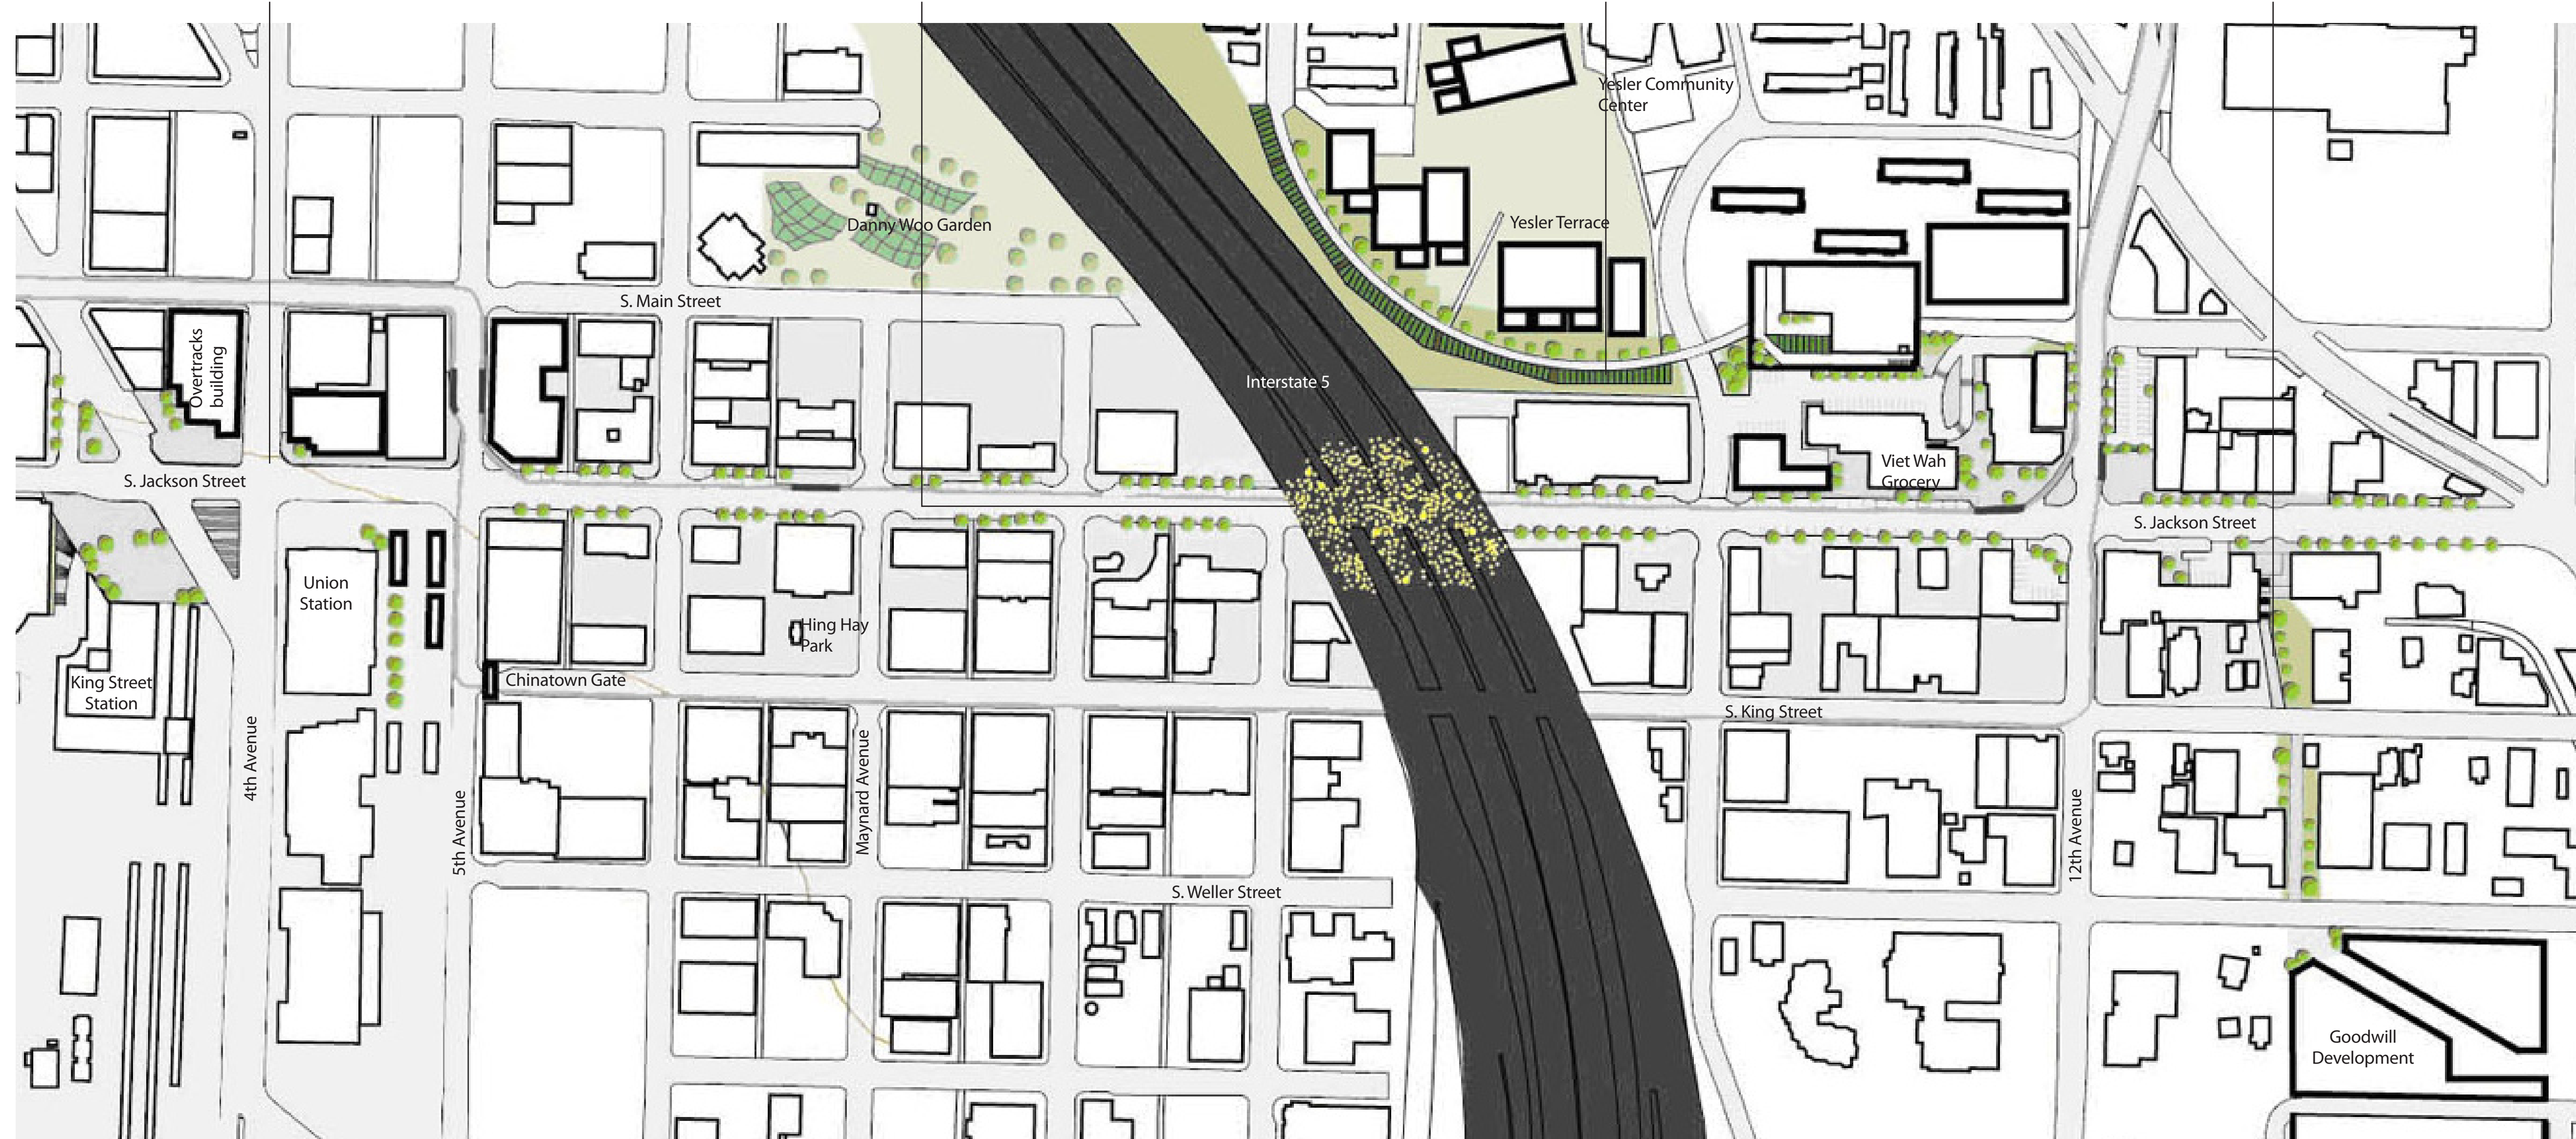 Yesler Community
Center
Danny Woo Garden
Yesler Terrace
S. Main Street
Overtracks
building
Interstate 5
S. Jackson Street
Viet Wah
Grocery
S. Jackson Street
Union
Station
Hing Hay
Park
King Street
Station
Chinatown Gate
S. King Street
4th Avenue
5th Avenue
Maynard Avenue
12th Avenue
S. Weller Street
Goodwill
Development